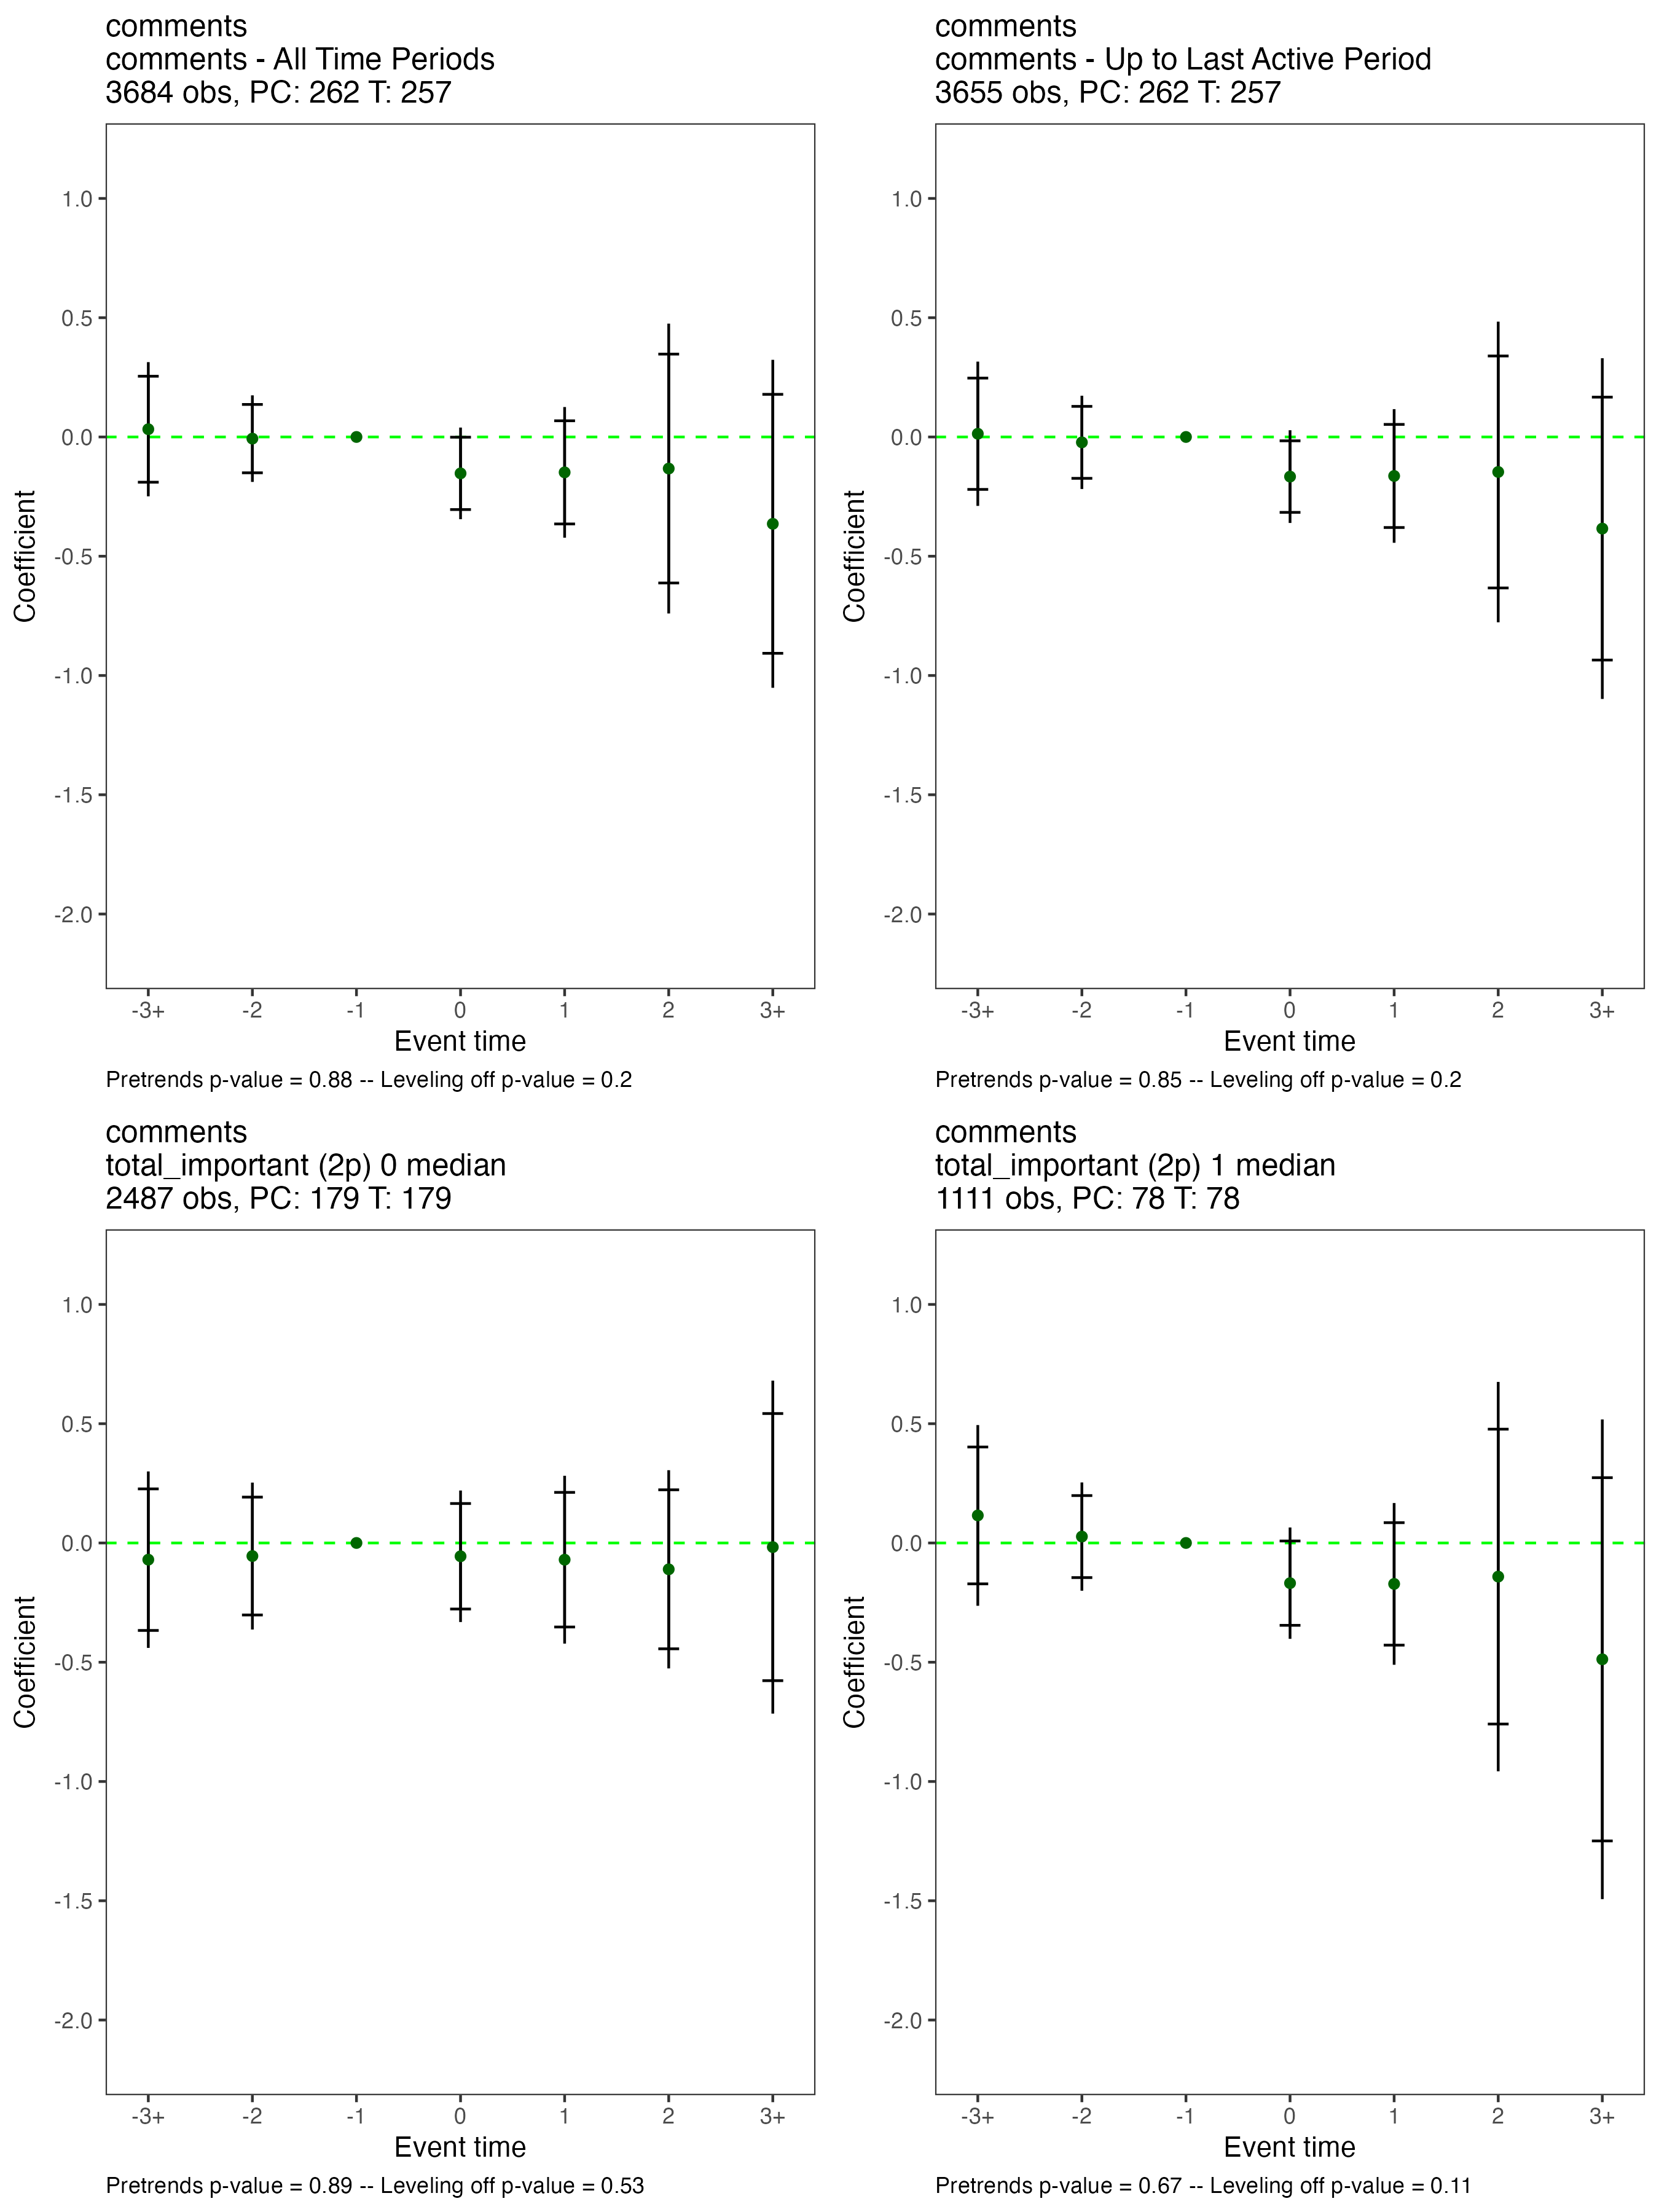 comments
comments - All Time Periods
3684 obs, PC: 262 T: 257
Coefficient
1.0
0.5
0.0
-0.5
-1.0
-1.5
-2.0
-3+ -2 -1 0 1 2 3+
Event time
Pretrends p-value = 0.88 -- Leveling off p-value = 0.2
comments
comments - Up to Last Active Period
3655 obs, PC: 262 T: 257
Coefficient
1.0
0.5
0.0
-0.5
-1.0
-1.5
-2.0
-3+ -2 -1 0 1 2 3+
Event time
Pretrends p-value = 0.85 -- Leveling off p-value = 0.2
comments
total_important (2p) 0 median
2487 obs, PC: 179 T: 179
Coefficient
1.0
0.5
0.0
-0.5
-1.0
-1.5
-2.0
-3+ -2 -1 0 1 2 3+
Event time
Pretrends p-value = 0.89 -- Leveling off p-value = 0.53
comments
total_important (2p) 1 median
1111 obs, PC: 78 T: 78
Coefficient
1.0
0.5
0.0
-0.5
-1.0
-1.5
-2.0
-3+ -2 -1 0 1 2 3+
Event time
Pretrends p-value = 0.67 -- Leveling off p-value = 0.11